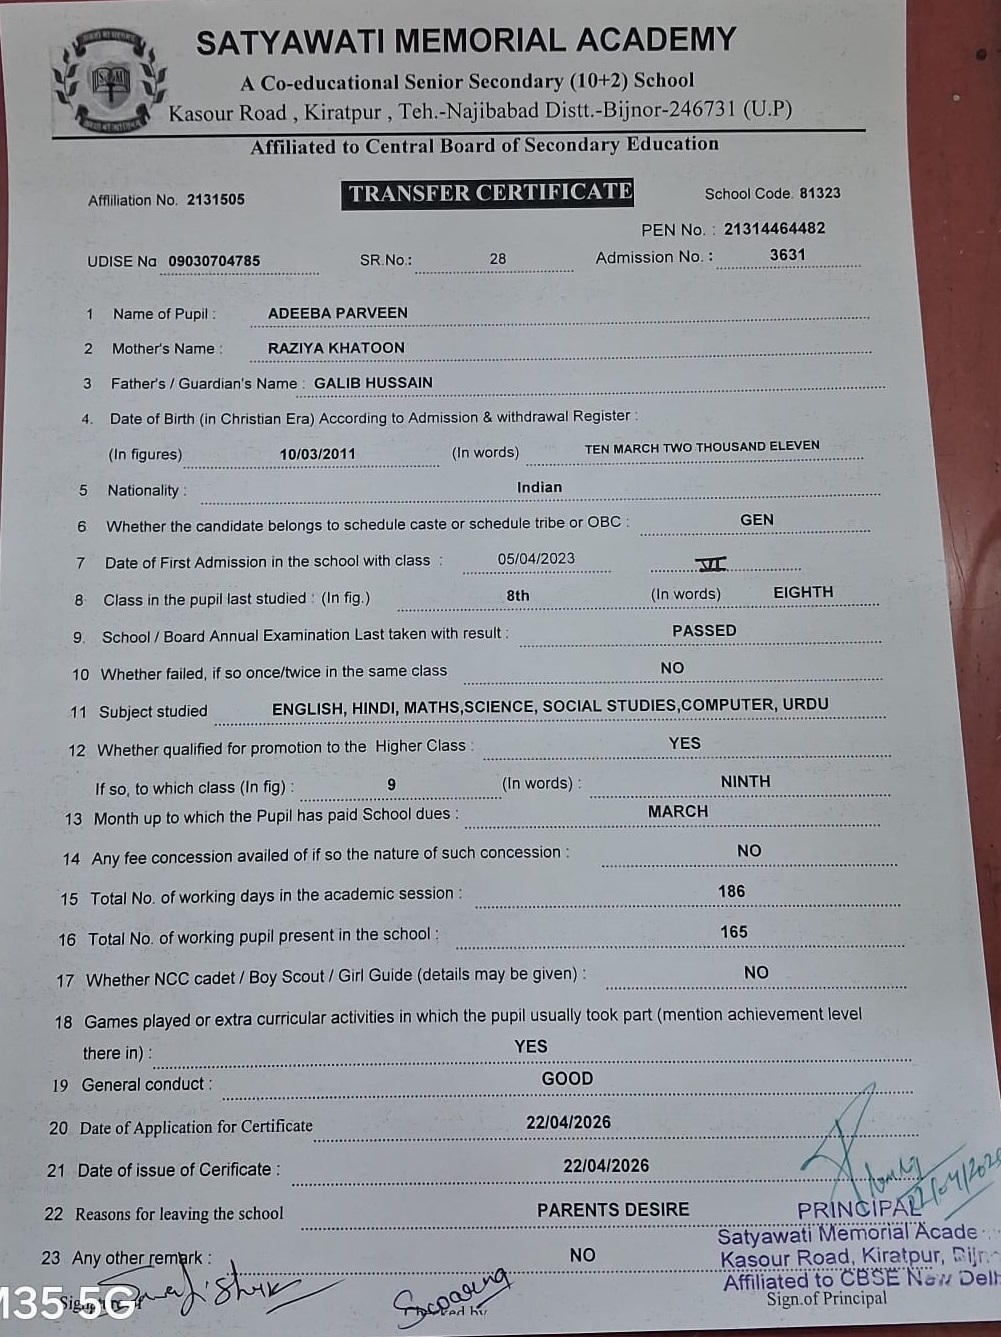 SATYAWATI MEMORIAL ACADEMY
A Co-educational Senior Secondary (10+2) School
Kasour Road , Kiratpur , Teh.-Najibabad Distt.-Bijnor-246731 (U.P)
Affiliated to Central Board of Secondary Education
Affliliation No. 2131505 TRANSFER CERTIFICATE School Code. 81323
PEN No. : 21314464482
UDISE No 09030704785 SR.No.: 28 Admission No. : 3631
1 Name of Pupil : ADEEBA PARVEEN
2 Mother's Name : RAZIYA KHATOON
3 Father's / Guardian's Name : GALIB HUSSAIN
4. Date of Birth (in Christian Era) According to Admission & withdrawal Register :
(In figures) 10/03/2011 (In words) TEN MARCH TWO THOUSAND ELEVEN
5 Nationality : Indian
6 Whether the candidate belongs to schedule caste or schedule tribe or OBC : GEN
7 Date of First Admission in the school with class : 05/04/2023 VI
8 Class in the pupil last studied : (In fig.) 8th (In words) EIGHTH
9. School / Board Annual Examination Last taken with result : PASSED
10 Whether failed, if so once/twice in the same class NO
11 Subject studied ENGLISH, HINDI, MATHS,SCIENCE, SOCIAL STUDIES,COMPUTER, URDU
12 Whether qualified for promotion to the Higher Class : YES
If so, to which class (In fig) : 9 (In words) : NINTH
13 Month up to which the Pupil has paid School dues : MARCH
14 Any fee concession availed of if so the nature of such concession : NO
15 Total No. of working days in the academic session : 186
16 Total No. of working pupil present in the school : 165
17 Whether NCC cadet / Boy Scout / Girl Guide (details may be given) : NO
18 Games played or extra curricular activities in which the pupil usually took part (mention achievement level
there in) : YES
19 General conduct : GOOD
20 Date of Application for Certificate 22/04/2026
21 Date of issue of Cerificate : 22/04/2026
22 Reasons for leaving the school PARENTS DESIRE
22/04/2026
PRINCIPAL
Satyawati Memorial Acade
23 Any other remark : NO
Kasour Road, Kiratpur, Bijn
Affiliated to CBSE New Delh
M35 5G
Sign.of Principal